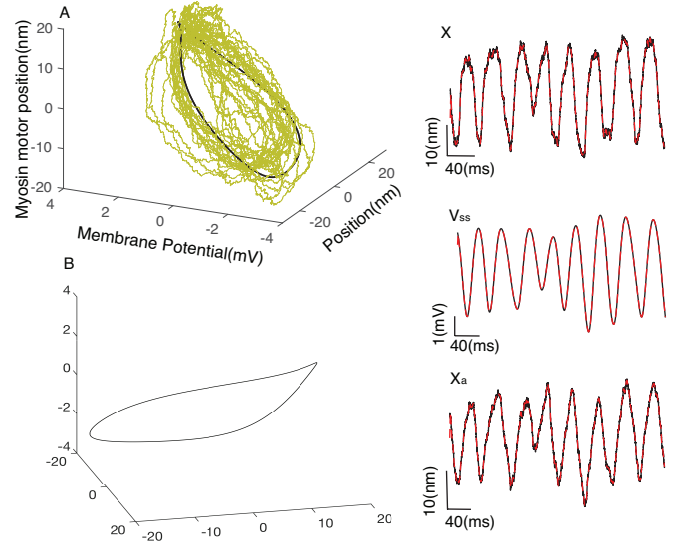 A
20
10
0
-10
-20
Myosin motor position(nm)
4
2
0
-2
-4
Membrane Potential(mV)
-20
0
20
Position(nm)
B
4
2
0
-2
-4
-20
0
20
-20
-10
0
10
20
X
10(nm)
40(ms)
Vss
1(mV)
40(ms)
Xa
10(nm)
40(ms)